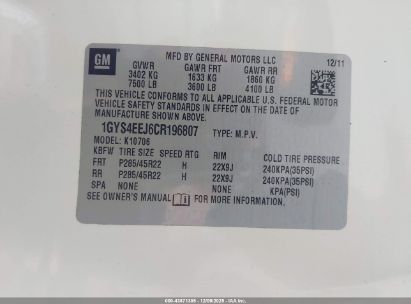 GM
MFD BY GENERAL MOTORS LLC
GVWR GAWR FRT GAWR RR 12/11
3402 KG 1633 KG 1860 KG
7500 LB 3600 LB 4100 LB
THIS VEHICLE CONFORMS TO ALL APPLICABLE U.S. FEDERAL MOTOR
VEHICLE SAFETY, BUMPER, AND THEFT PREVENTION STANDARDS
IN EFFECT ON THE DATE OF MANUFACTURE SHOWN ABOVE.
1GYS4EEJ6CR196807 TYPE: M.P.V.
MODEL: K10706
KBFW TIRE SIZE SPEED RTG RIM COLD TIRE PRESSURE
FRT P285/45R22 H 22X9J 240KPA(35PSI)
RR P285/45R22 H 22X9J 240KPA(35PSI)
SPA NONE NONE KPA(PSI)
SEE OWNER'S MANUAL FOR MORE INFORMATION.